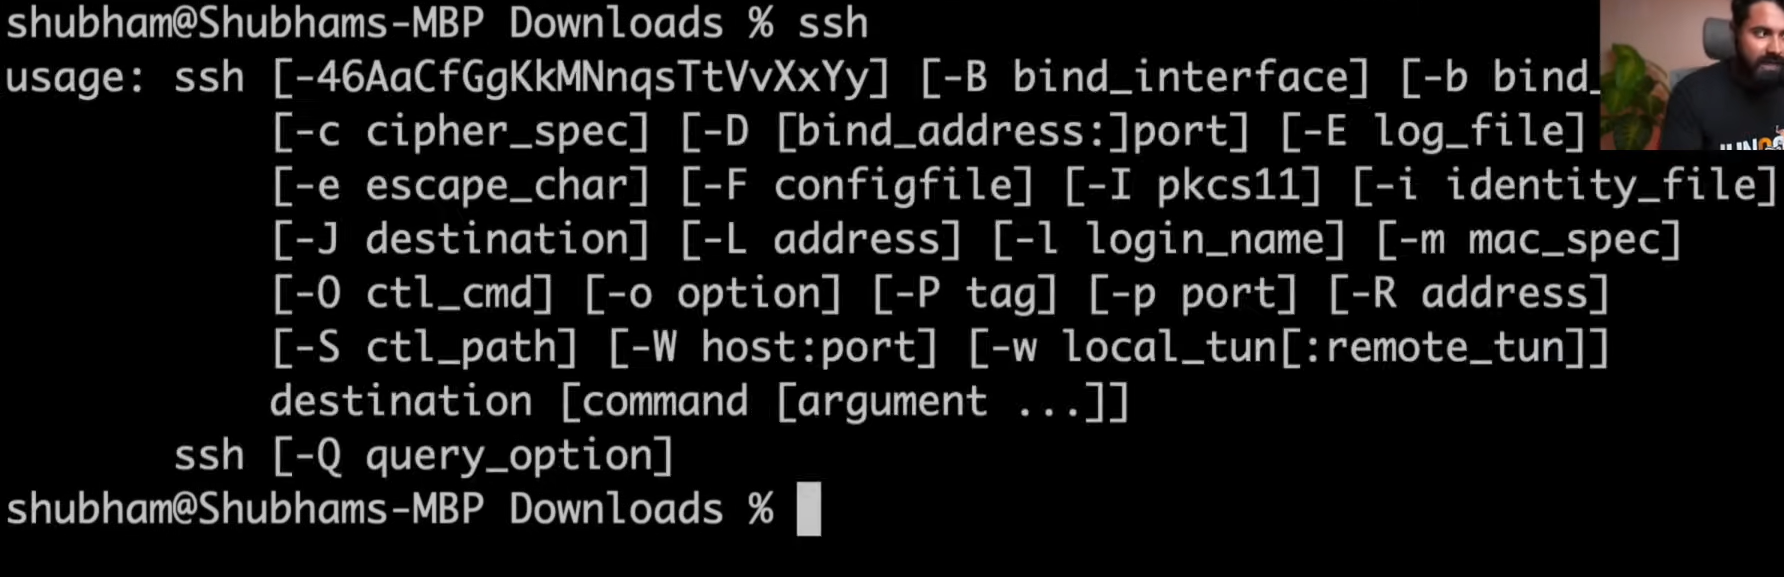 shubham@Shubhams-MBP Downloads % ssh
usage: ssh [-46AaCfGgKkMNnqsTtVvXxYy] [-B bind_interface] [-b bind_
[-c cipher_spec] [-D [bind_address:]port] [-E log_file]
[-e escape_char] [-F configfile] [-I pkcs11] [-i identity_file]
[-J destination] [-L address] [-l login_name] [-m mac_spec]
[-O ctl_cmd] [-o option] [-P tag] [-p port] [-R address]
[-S ctl_path] [-W host:port] [-w local_tun[:remote_tun]]
destination [command [argument ...]]
ssh [-Q query_option]
shubham@Shubhams-MBP Downloads %